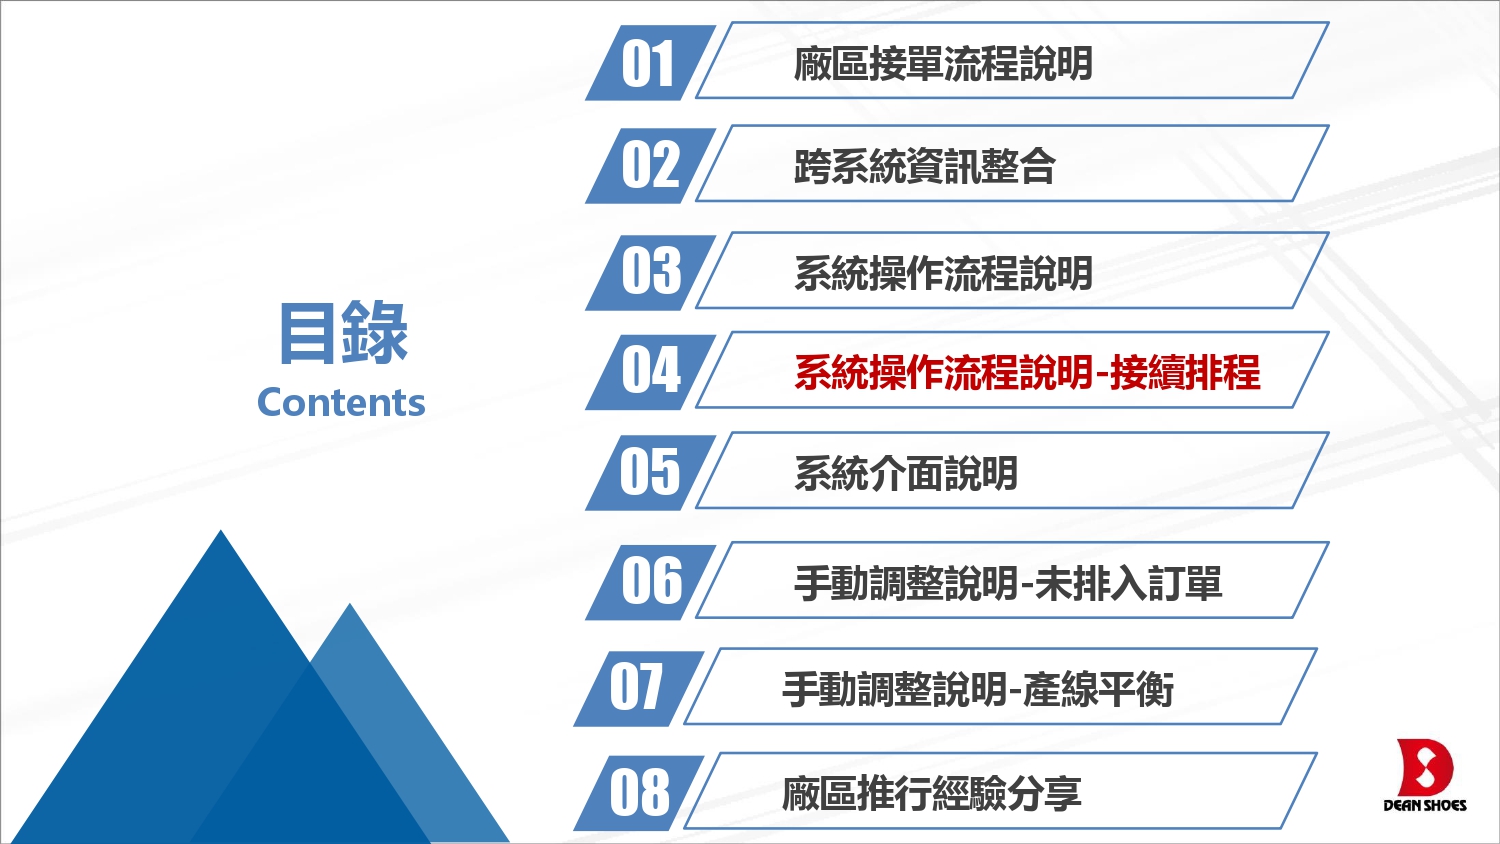 目錄
Contents
01 廠區接單流程說明
02 跨系統資訊整合
03 系統操作流程說明
04 系統操作流程說明-接續排程
05 系統介面說明
06 手動調整說明-未排入訂單
07 手動調整說明-產線平衡
08 廠區推行經驗分享
DEAN SHOES